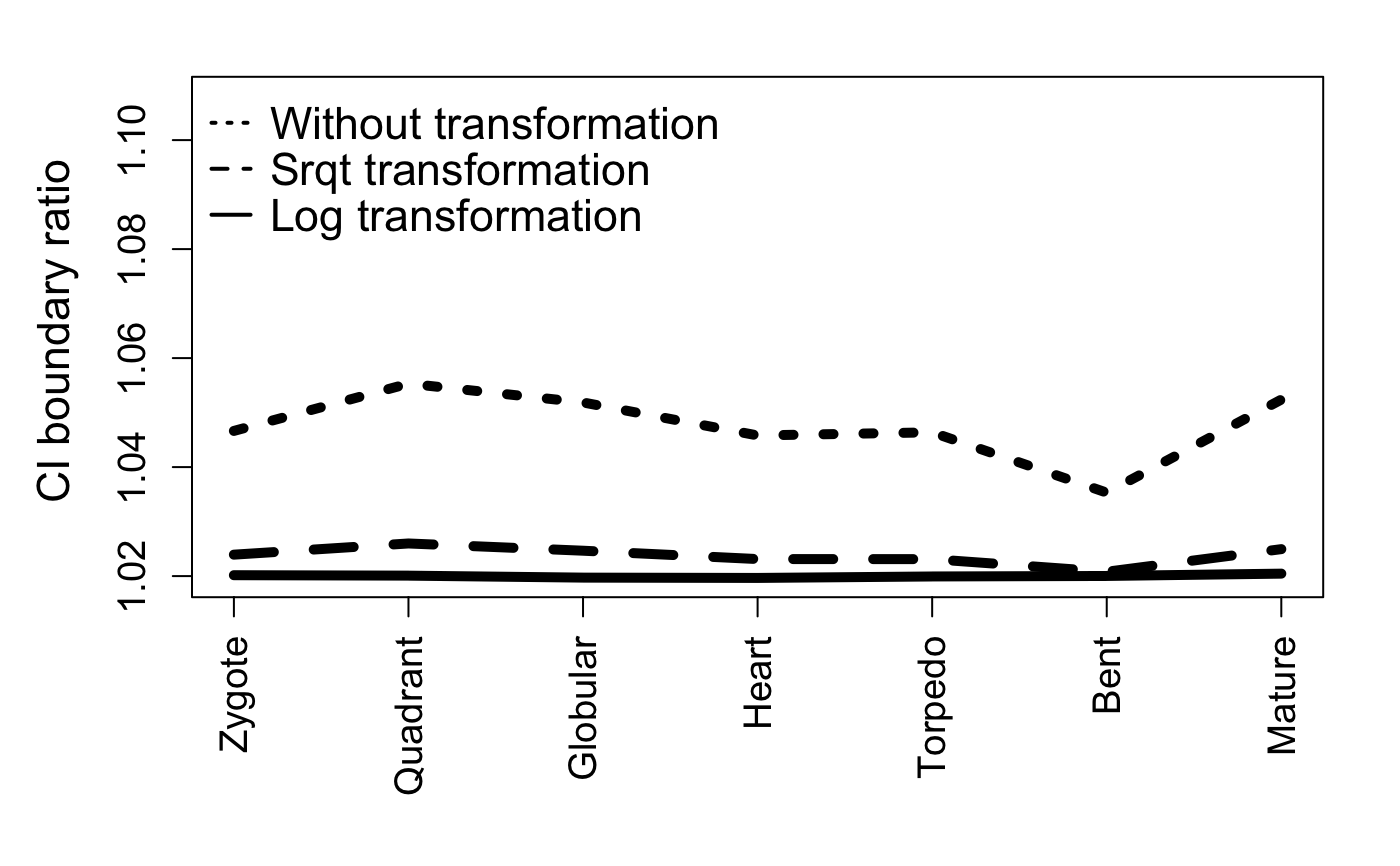 Without transformation
Srqt transformation
Log transformation
CI boundary ratio
1.10
1.08
1.06
1.04
1.02
Zygote
Quadrant
Globular
Heart
Torpedo
Bent
Mature